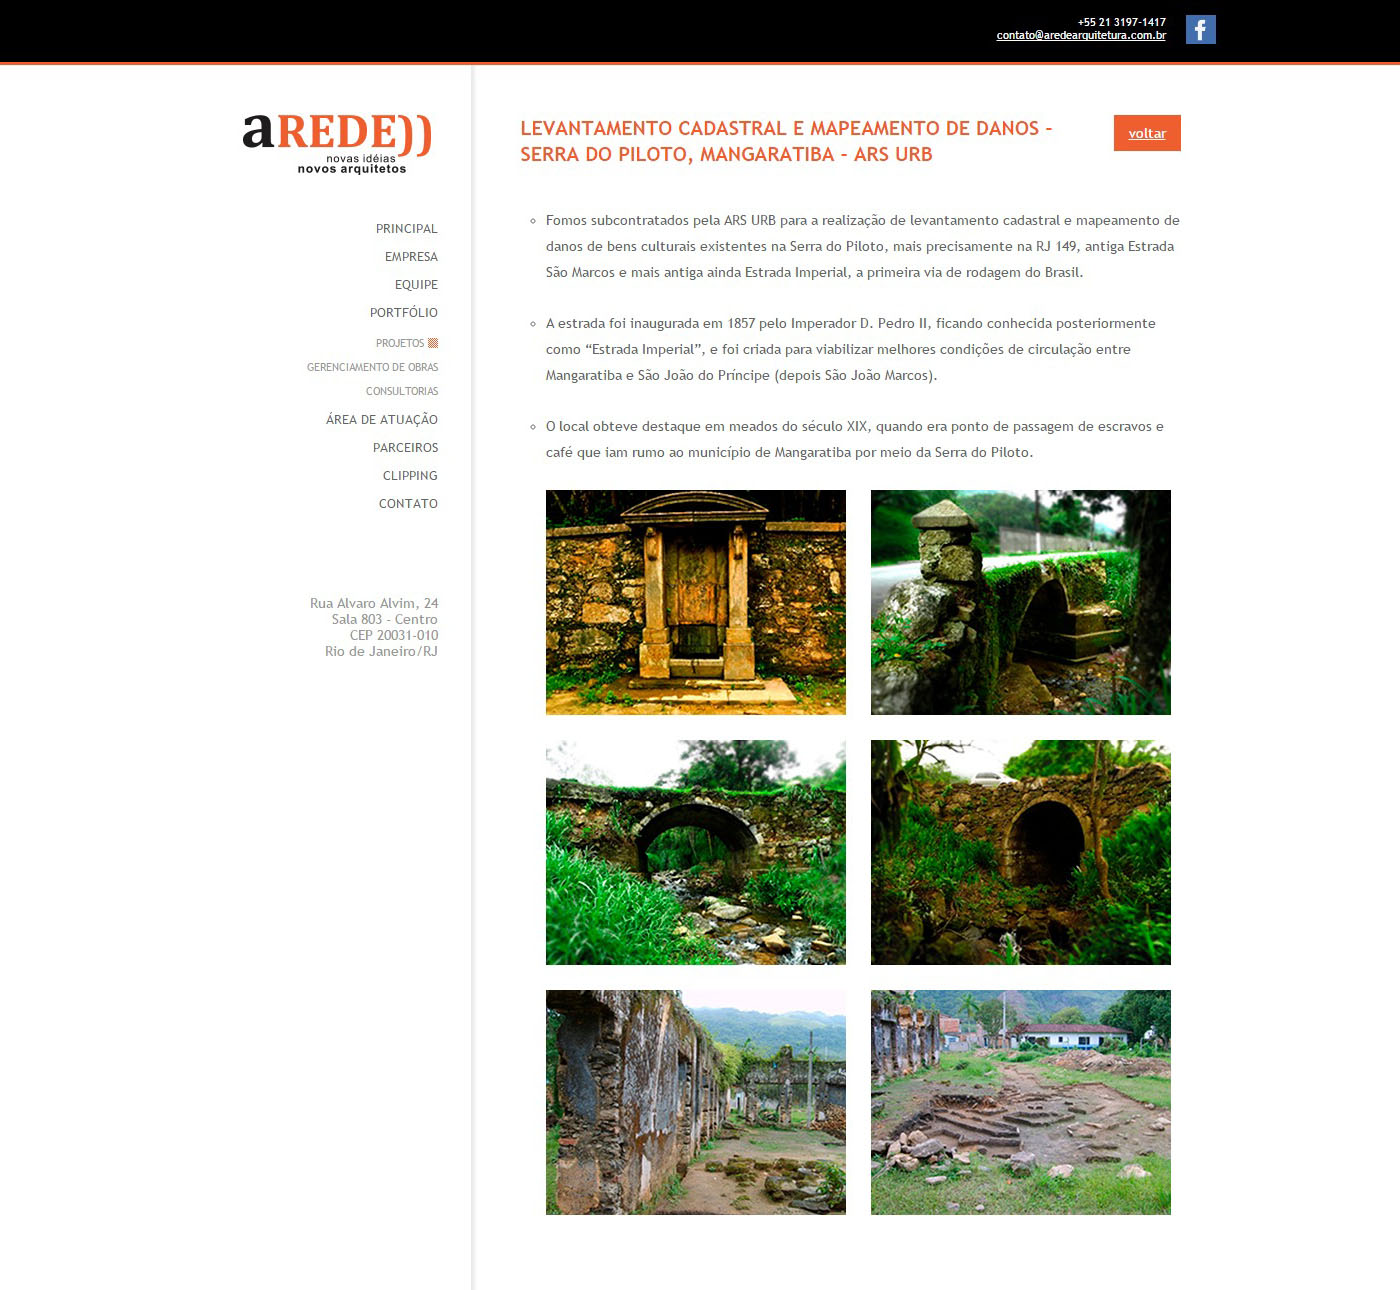 +55 21 3197-1417
contato@aredearquitetura.com.br
aREDE))
novas idéias
novos arquitetos
PRINCIPAL
EMPRESA
EQUIPE
PORTFÓLIO
PROJETOS
GERENCIAMENTO DE OBRAS
CONSULTORIAS
ÁREA DE ATUAÇÃO
PARCEIROS
CLIPPING
CONTATO
Rua Alvaro Alvim, 24
Sala 803 - Centro
CEP 20031-010
Rio de Janeiro/RJ
LEVANTAMENTO CADASTRAL E MAPEAMENTO DE DANOS –
SERRA DO PILOTO, MANGARATIBA – ARS URB
voltar
Fomos subcontratados pela ARS URB para a realização de levantamento cadastral e mapeamento de
danos de bens culturais existentes na Serra do Piloto, mais precisamente na RJ 149, antiga Estrada
São Marcos e mais antiga ainda Estrada Imperial, a primeira via de rodagem do Brasil.
A estrada foi inaugurada em 1857 pelo Imperador D. Pedro II, ficando conhecida posteriormente
como “Estrada Imperial”, e foi criada para viabilizar melhores condições de circulação entre
Mangaratiba e São João do Príncipe (depois São João Marcos).
O local obteve destaque em meados do século XIX, quando era ponto de passagem de escravos e
café que iam rumo ao município de Mangaratiba por meio da Serra do Piloto.